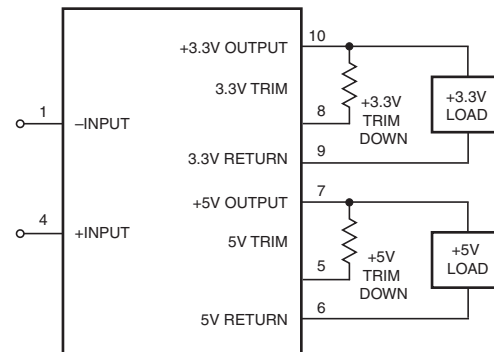 +3.3V OUTPUT
10
3.3V TRIM
8
+3.3V
TRIM
DOWN
+3.3V
LOAD
1
–INPUT
3.3V RETURN
9
+5V OUTPUT
7
4
+INPUT
5V TRIM
5
+5V
TRIM
DOWN
+5V
LOAD
5V RETURN
6